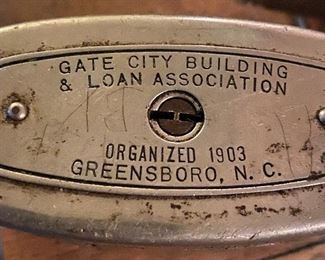 GATE CITY BUILDING
& LOAN ASSOCIATION
ORGANIZED 1903
GREENSBORO, N. C.